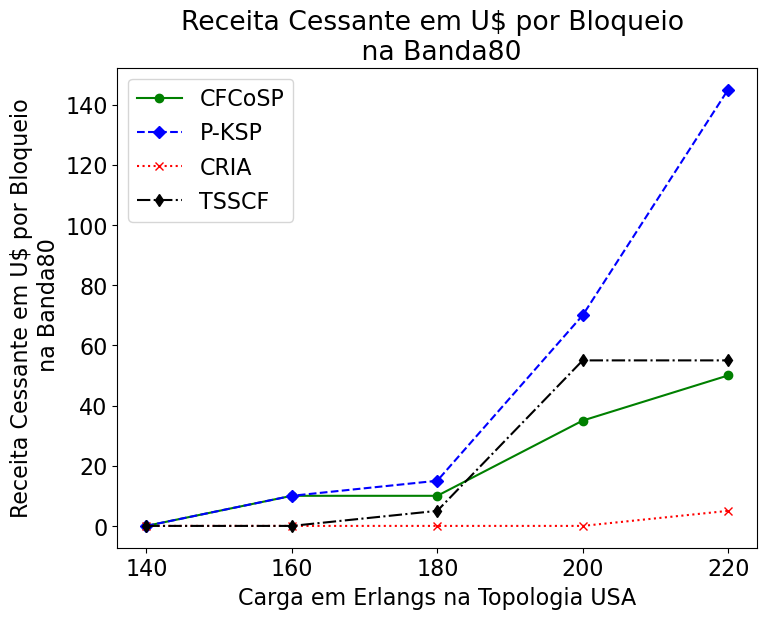 Receita Cessante em U$ por Bloqueio
na Banda80
Receita Cessante em U$ por Bloqueio
na Banda80
140
120
100
80
60
40
20
0
CFCoSP
P-KSP
CRIA
TSSCF
140 160 180 200 220
Carga em Erlangs na Topologia USA